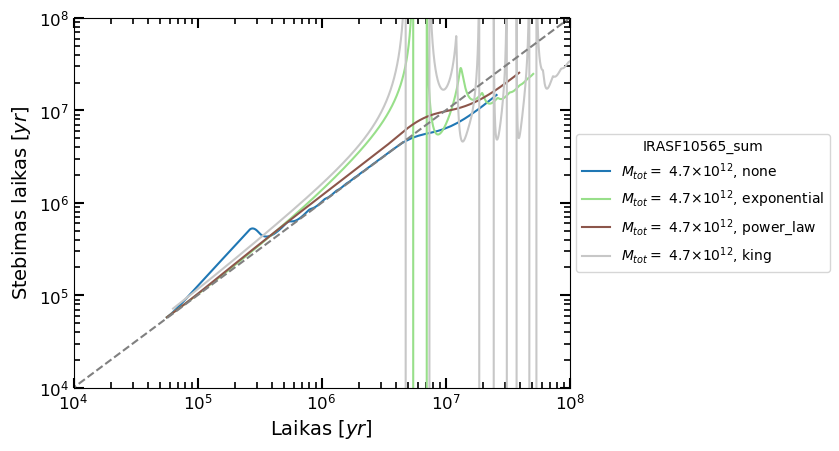 10^8
10^7
10^6
10^5
10^4
Stebimas laikas [yr]
10^4 10^5 10^6 10^7 10^8
Laikas [yr]
IRASF10565_sum
M_tot = 4.7×10^12, none
M_tot = 4.7×10^12, exponential
M_tot = 4.7×10^12, power_law
M_tot = 4.7×10^12, king